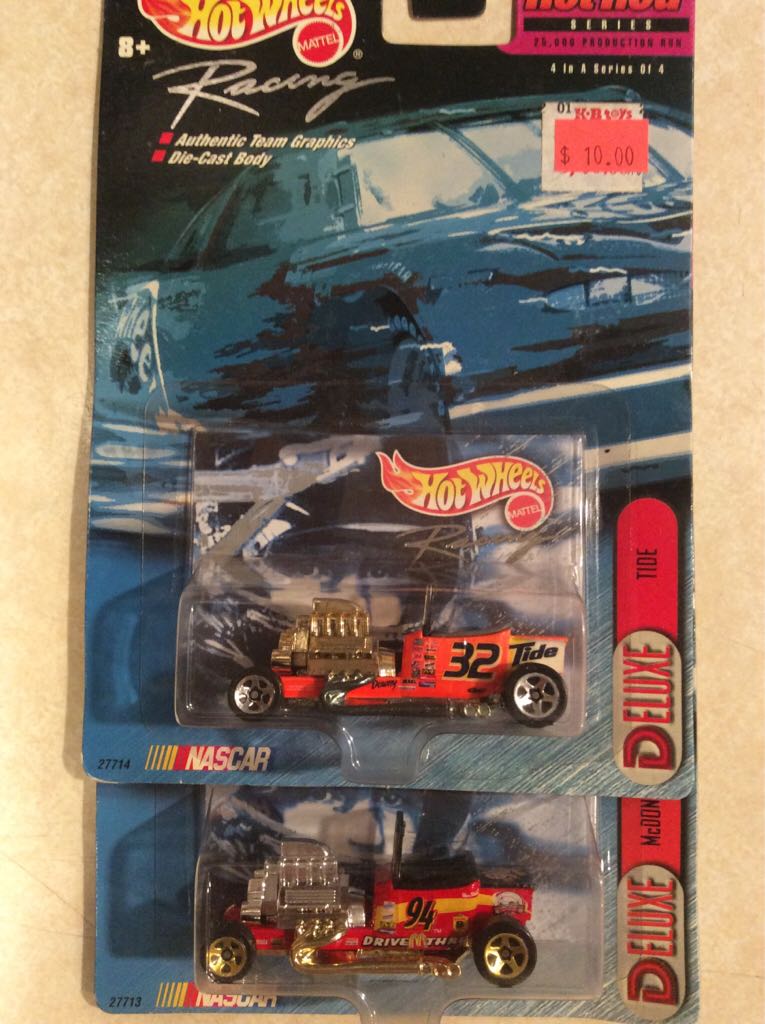 HOT WHEELS
MATTEL
®
8+
Racing
Authentic Team Graphics
Die-Cast Body
Hot Rod
SERIES
25,000 PRODUCTION RUN
4 In A Series Of 4
01 K·B toys
$ 10.00
HOT WHEELS
MATTEL
Racing
TIDE
DELUXE
32 Tide
Downy
27714 NASCAR
McDON
DELUXE
94
DRIVE THR
27713 NASCAR